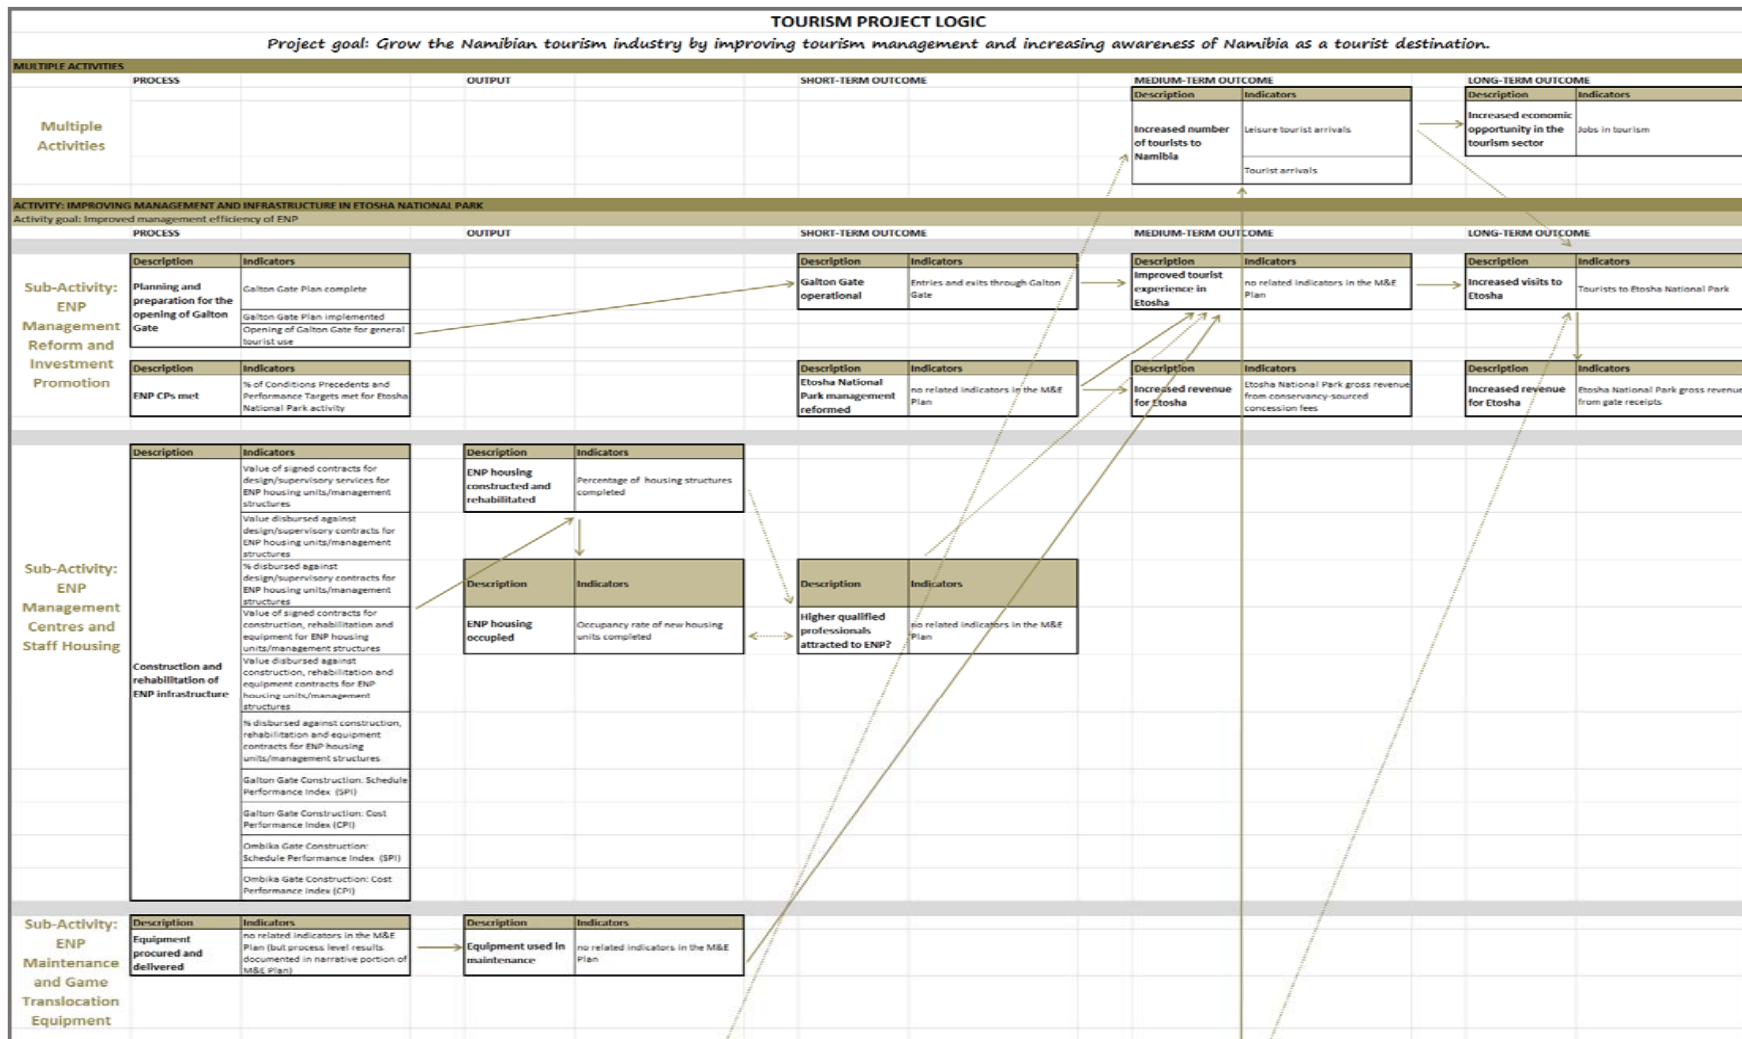 TOURISM PROJECT LOGIC
Project goal: Grow the Namibian tourism industry by improving tourism management and increasing awareness of Namibia as a tourist destination.
MULTIPLE ACTIVITIES
PROCESS
OUTPUT
SHORT-TERM OUTCOME
MEDIUM-TERM OUTCOME
LONG-TERM OUTCOME
Multiple
Activities
Description
Indicators
Increased number
of tourists to
Namibia
Leisure tourist arrivals
Tourist arrivals
Description
Indicators
Increased economic
opportunity in the
tourism sector
Jobs in tourism
ACTIVITY: IMPROVING MANAGEMENT AND INFRASTRUCTURE IN ETOSHA NATIONAL PARK
Activity goal: Improved management efficiency of ENP
PROCESS
OUTPUT
SHORT-TERM OUTCOME
MEDIUM-TERM OUTCOME
LONG-TERM OUTCOME
Sub-Activity:
ENP
Management
Reform and
Investment
Promotion
Description
Indicators
Planning and
preparation for the
opening of Galton
Gate
Galton Gate Plan complete
Galton Gate Plan implemented
Opening of Galton Gate for general
tourist use
Description
Indicators
Galton Gate
operational
Entries and exits through Galton
Gate
Description
Indicators
Improved tourist
experience in
Etosha
no related indicators in the M&E
Plan
Description
Indicators
Increased visits to
Etosha
Tourists to Etosha National Park
Description
Indicators
ENP CPs met
% of Conditions Precedents and
Performance Targets met for Etosha
National Park activity
Description
Indicators
Etosha National
Park management
reformed
no related indicators in the M&E
Plan
Description
Indicators
Increased revenue
for Etosha
Etosha National Park gross revenue
from conservancy-sourced
concession fees
Description
Indicators
Increased revenue
for Etosha
Etosha National Park gross revenue
from gate receipts
Sub-Activity:
ENP
Management
Centres and
Staff Housing
Description
Indicators
Construction and
rehabilitation of
ENP infrastructure
Value of signed contracts for
design/supervisory services for
ENP housing units/management
structures
Value disbursed against
design/supervisory contracts for
ENP housing units/management
structures
% disbursed against
design/supervisory contracts for
ENP housing units/management
structures
Value of signed contracts for
construction, rehabilitation and
equipment for ENP housing
units/management structures
Value disbursed against
construction, rehabilitation and
equipment contracts for ENP
housing units/management
structures
% disbursed against construction,
rehabilitation and equipment
contracts for ENP housing
units/management structures
Galton Gate Construction: Schedule
Performance Index (SPI)
Galton Gate Construction: Cost
Performance Index (CPI)
Ombika Gate Construction:
Schedule Performance Index (SPI)
Ombika Gate Construction: Cost
Performance Index (CPI)
Description
Indicators
ENP housing
constructed and
rehabilitated
Percentage of housing structures
completed
Description
Indicators
ENP housing
occupied
Occupancy rate of new housing
units completed
Description
Indicators
Higher qualified
professionals
attracted to ENP?
no related indicators in the M&E
Plan
Sub-Activity:
ENP
Maintenance
and Game
Translocation
Equipment
Description
Indicators
Equipment
procured and
delivered
no related indicators in the M&E
Plan (but process level results
documented in narrative portion of
M&E Plan)
Description
Indicators
Equipment used in
maintenance
no related indicators in the M&E
Plan